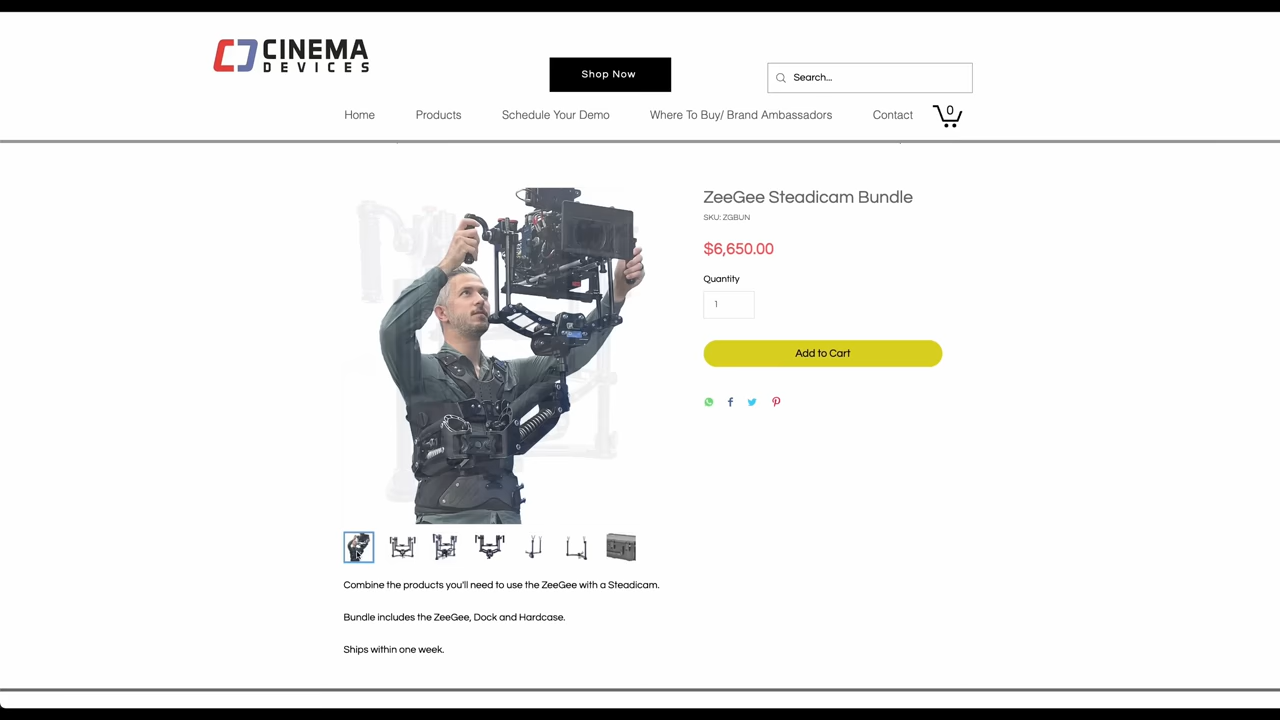 CINEMA
DEVICES
Shop Now
Search...
Home
Products
Schedule Your Demo
Where To Buy/ Brand Ambassadors
Contact
0
ZeeGee Steadicam Bundle
SKU: ZGBUN
$6,650.00
Quantity
1
Add to Cart
Combine the products you'll need to use the ZeeGee with a Steadicam.
Bundle includes the ZeeGee, Dock and Hardcase.
Ships within one week.